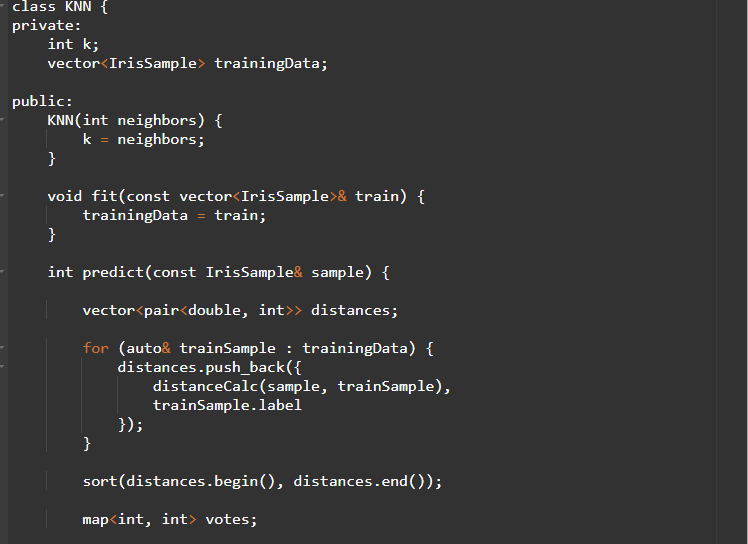 class KNN {
private:
    int k;
    vector<IrisSample> trainingData;

public:
    KNN(int neighbors) {
        k = neighbors;
    }

    void fit(const vector<IrisSample>& train) {
        trainingData = train;
    }

    int predict(const IrisSample& sample) {

        vector<pair<double, int>> distances;

        for (auto& trainSample : trainingData) {
            distances.push_back({
                distanceCalc(sample, trainSample),
                trainSample.label
            });
        }

        sort(distances.begin(), distances.end());

        map<int, int> votes;